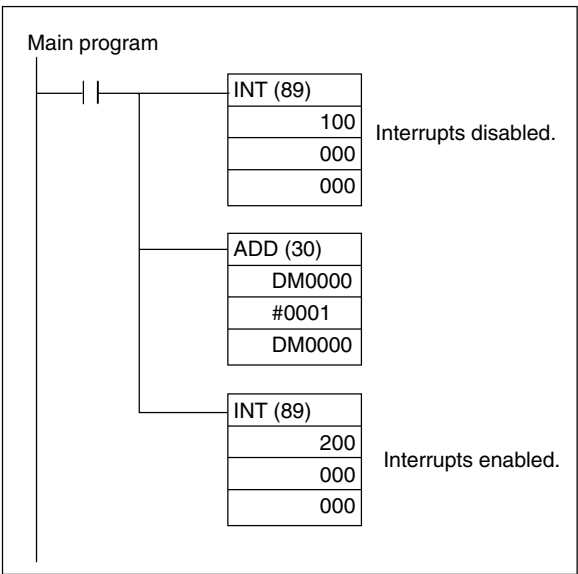 Main program
INT (89)
100
Interrupts disabled.
000
000
ADD (30)
DM0000
#0001
DM0000
INT (89)
200
Interrupts enabled.
000
000